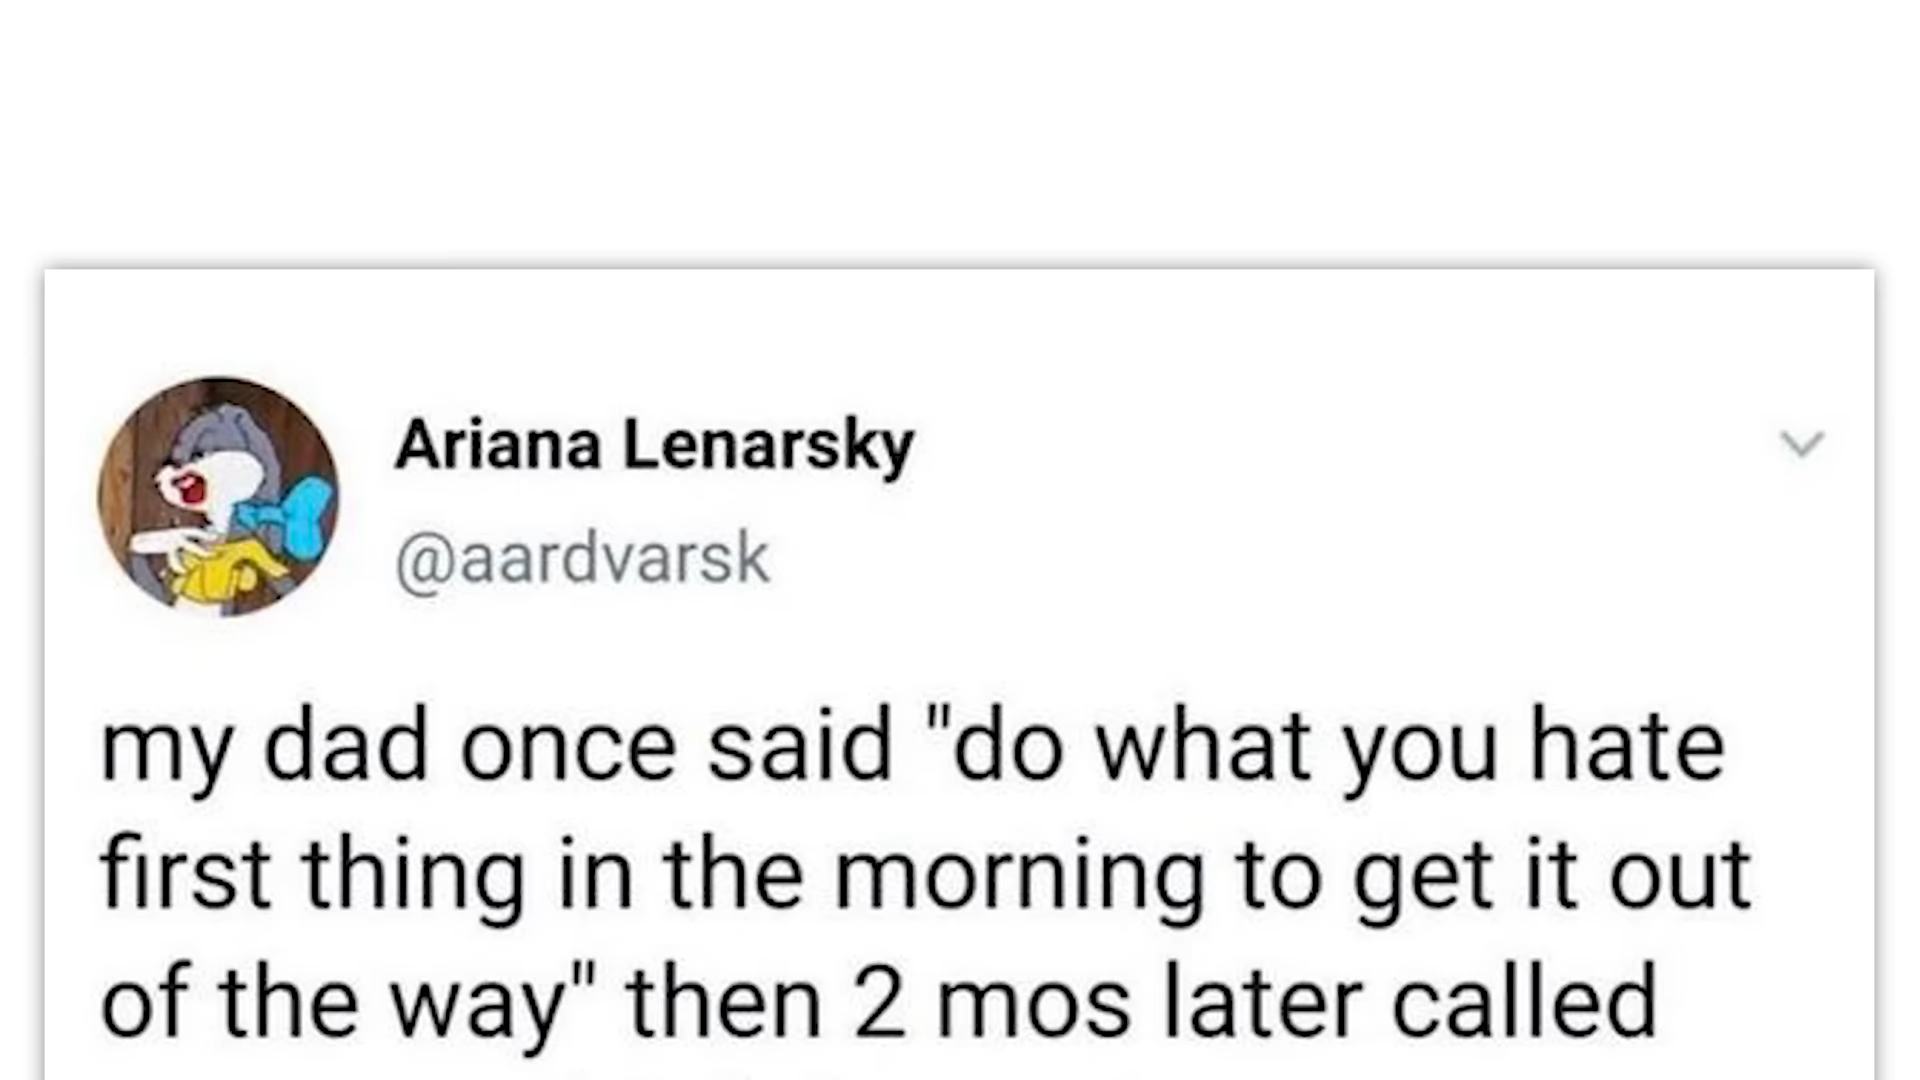 Ariana Lenarsky
@aardvarsk
my dad once said "do what you hate
first thing in the morning to get it out
of the way" then 2 mos later called